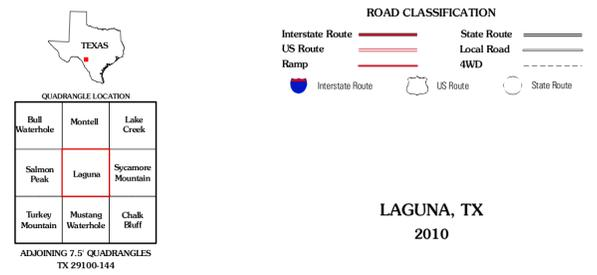 TEXAS
QUADRANGLE LOCATION
Bull Waterhole
Montell
Lake Creek
Salmon Peak
Laguna
Sycamore Mountain
Turkey Mountain
Mustang Waterhole
Chalk Bluff
ADJOINING 7.5' QUADRANGLES
TX 29100-144
ROAD CLASSIFICATION
Interstate Route
State Route
US Route
Local Road
Ramp
4WD
Interstate Route
US Route
State Route
LAGUNA, TX
2010